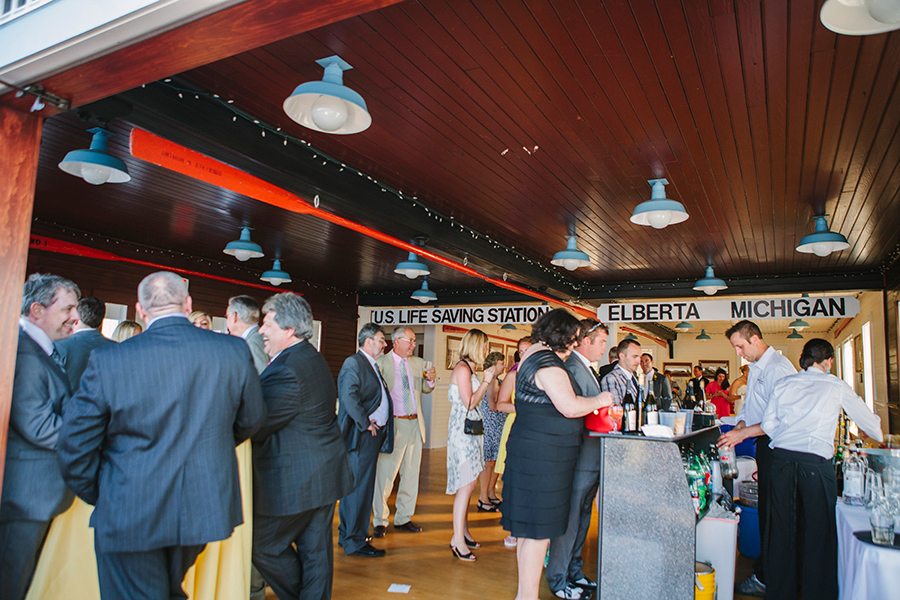 U.S. LIFE SAVING STATION
ELBERTA MICHIGAN